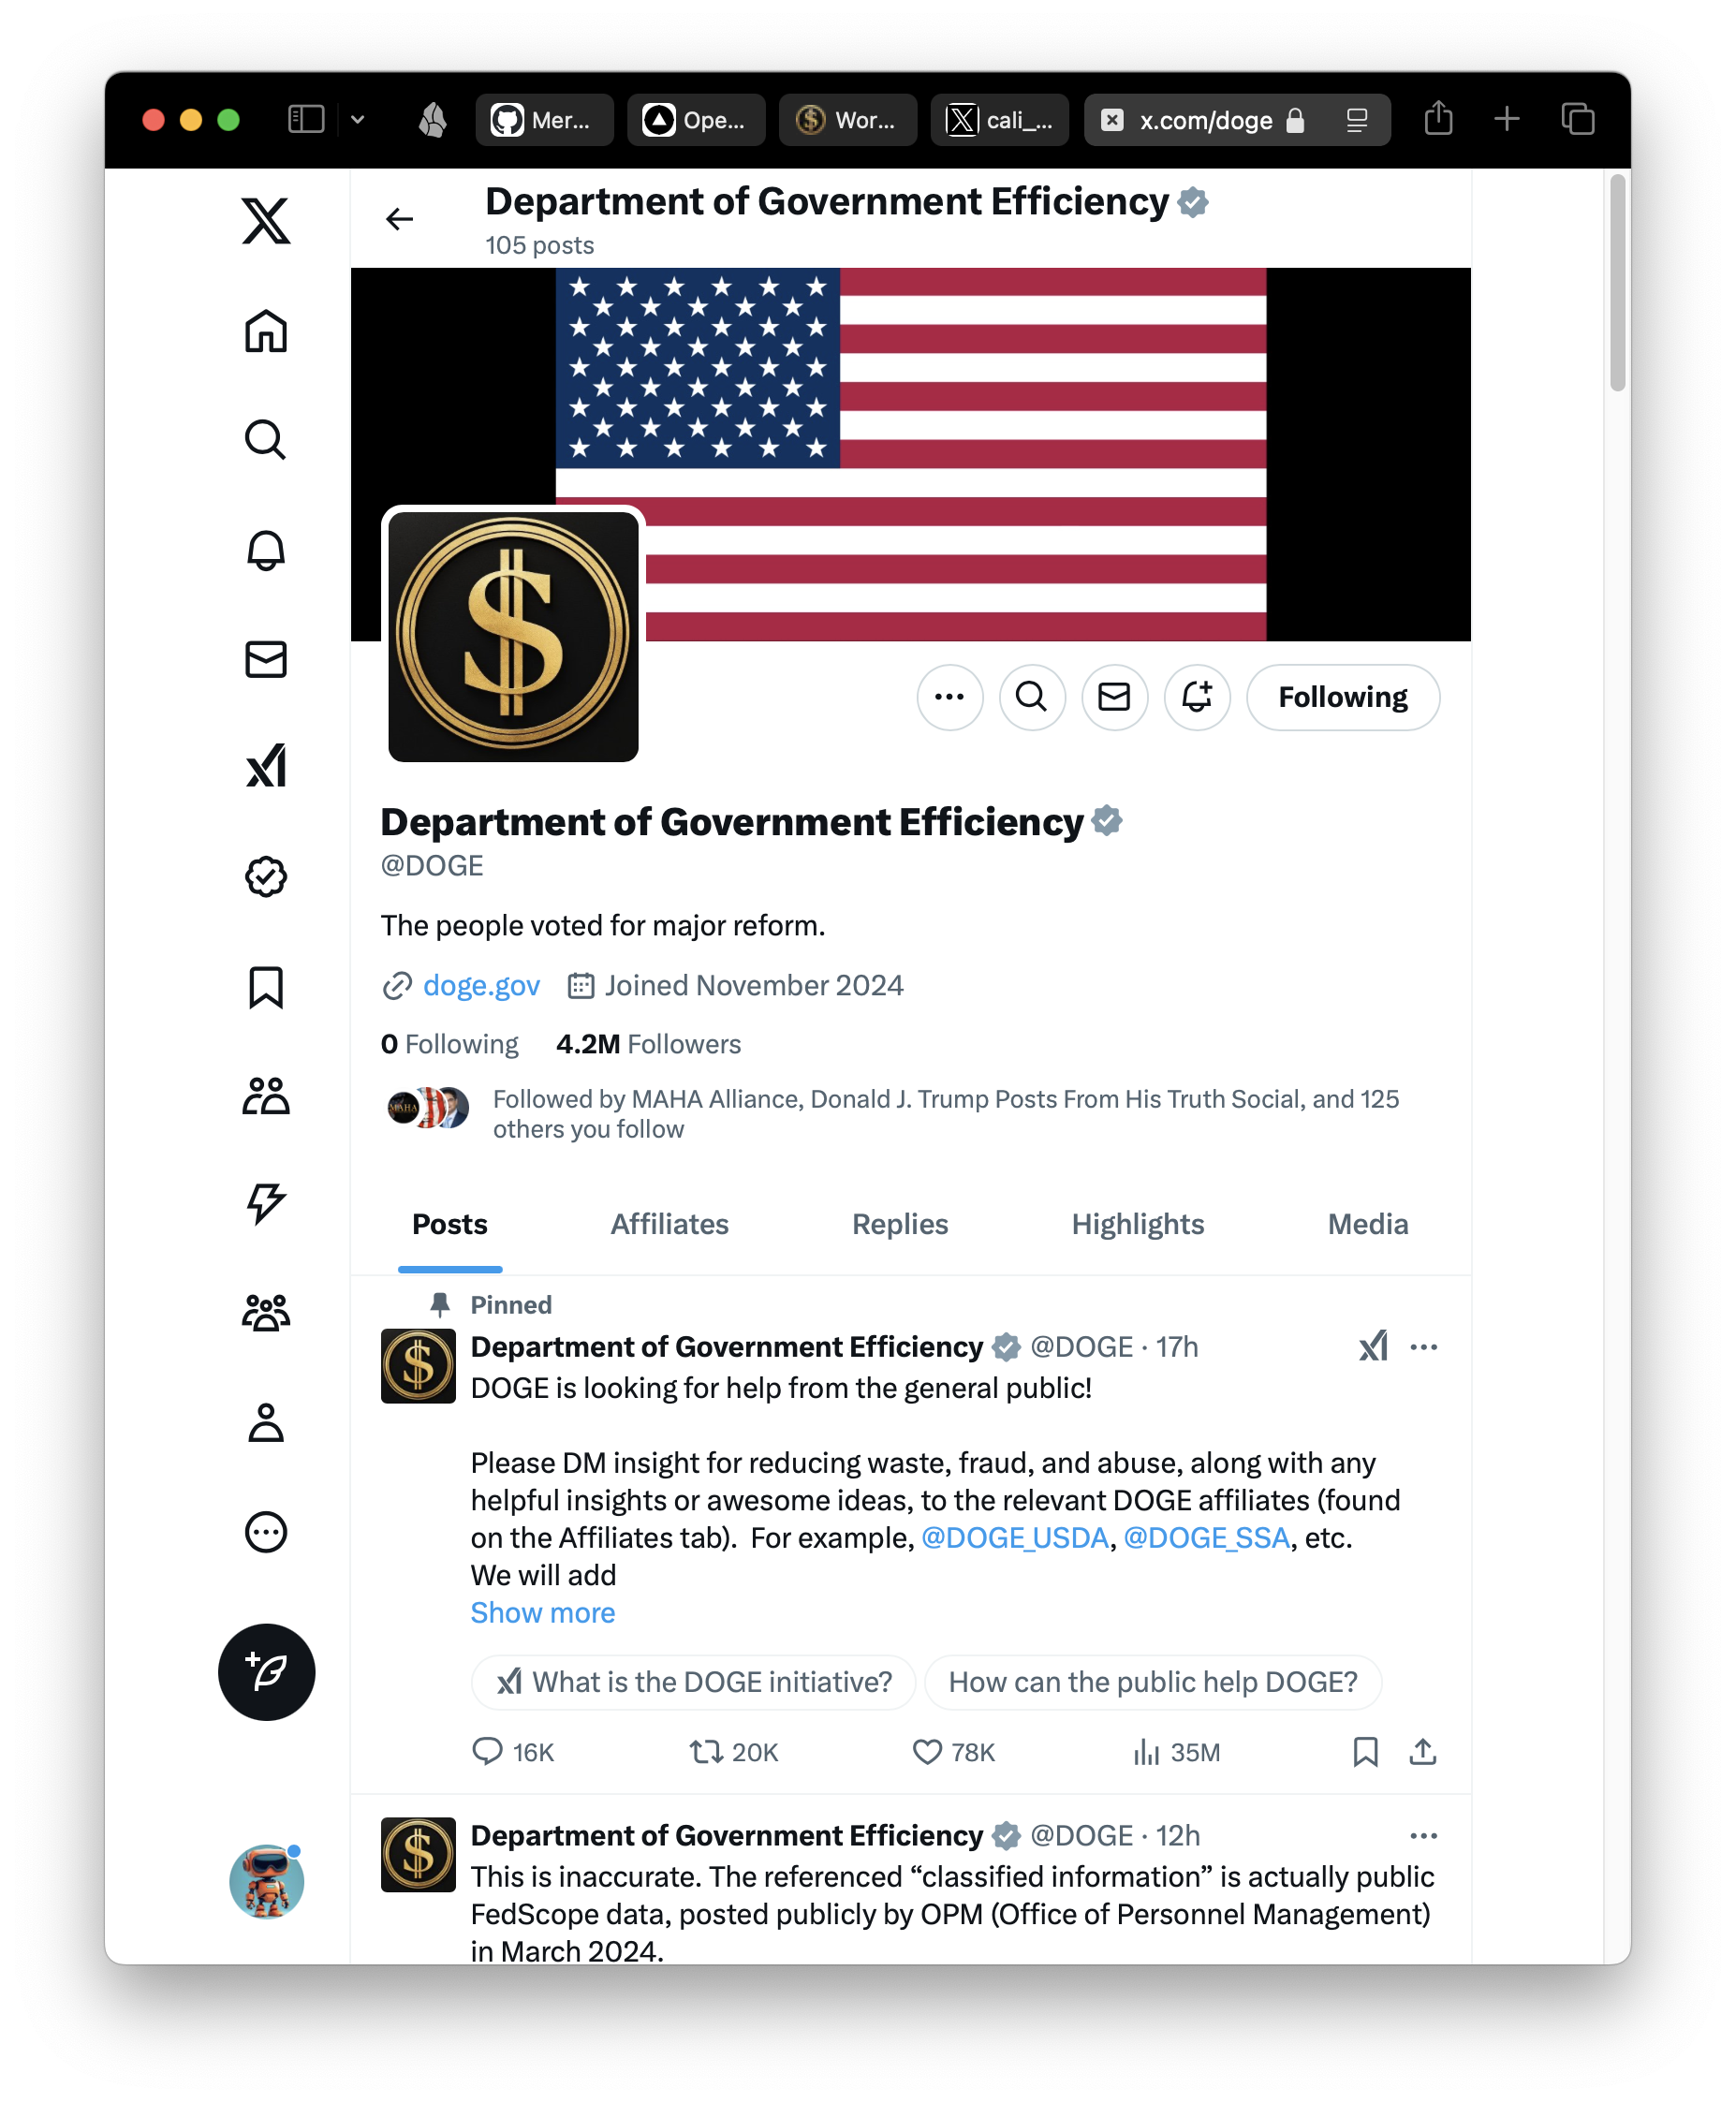 Mer...
Ope...
Wor...
cali_...
x.com/doge
Department of Government Efficiency
105 posts
Following
Department of Government Efficiency
@DOGE
The people voted for major reform.
doge.gov Joined November 2024
0 Following 4.2M Followers
Followed by MAHA Alliance, Donald J. Trump Posts From His Truth Social, and 125
others you follow
Posts Affiliates Replies Highlights Media
Pinned
Department of Government Efficiency @DOGE · 17h
DOGE is looking for help from the general public!
Please DM insight for reducing waste, fraud, and abuse, along with any
helpful insights or awesome ideas, to the relevant DOGE affiliates (found
on the Affiliates tab).  For example, @DOGE_USDA, @DOGE_SSA, etc.
We will add
Show more
What is the DOGE initiative? How can the public help DOGE?
16K 20K 78K 35M
Department of Government Efficiency @DOGE · 12h
This is inaccurate. The referenced “classified information” is actually public
FedScope data, posted publicly by OPM (Office of Personnel Management)
in March 2024.